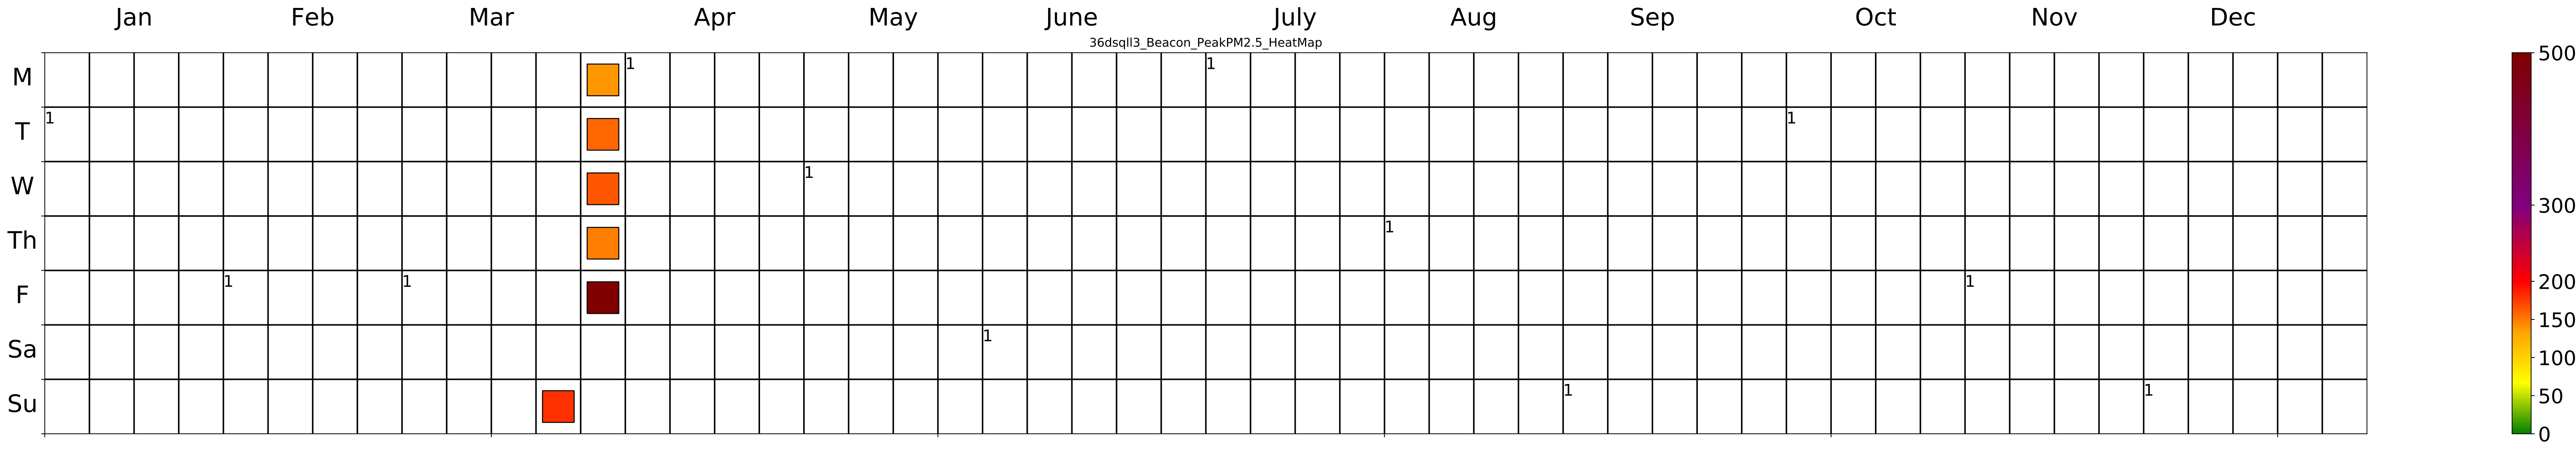 Jan Feb Mar Apr May June July Aug Sep Oct Nov Dec
36dsqll3_Beacon_PeakPM2.5_HeatMap
M 1 1
T 1 1
W 1
Th 1
F 1 1 1
Sa 1
Su 1 1
500
300
200
150
100
50
0